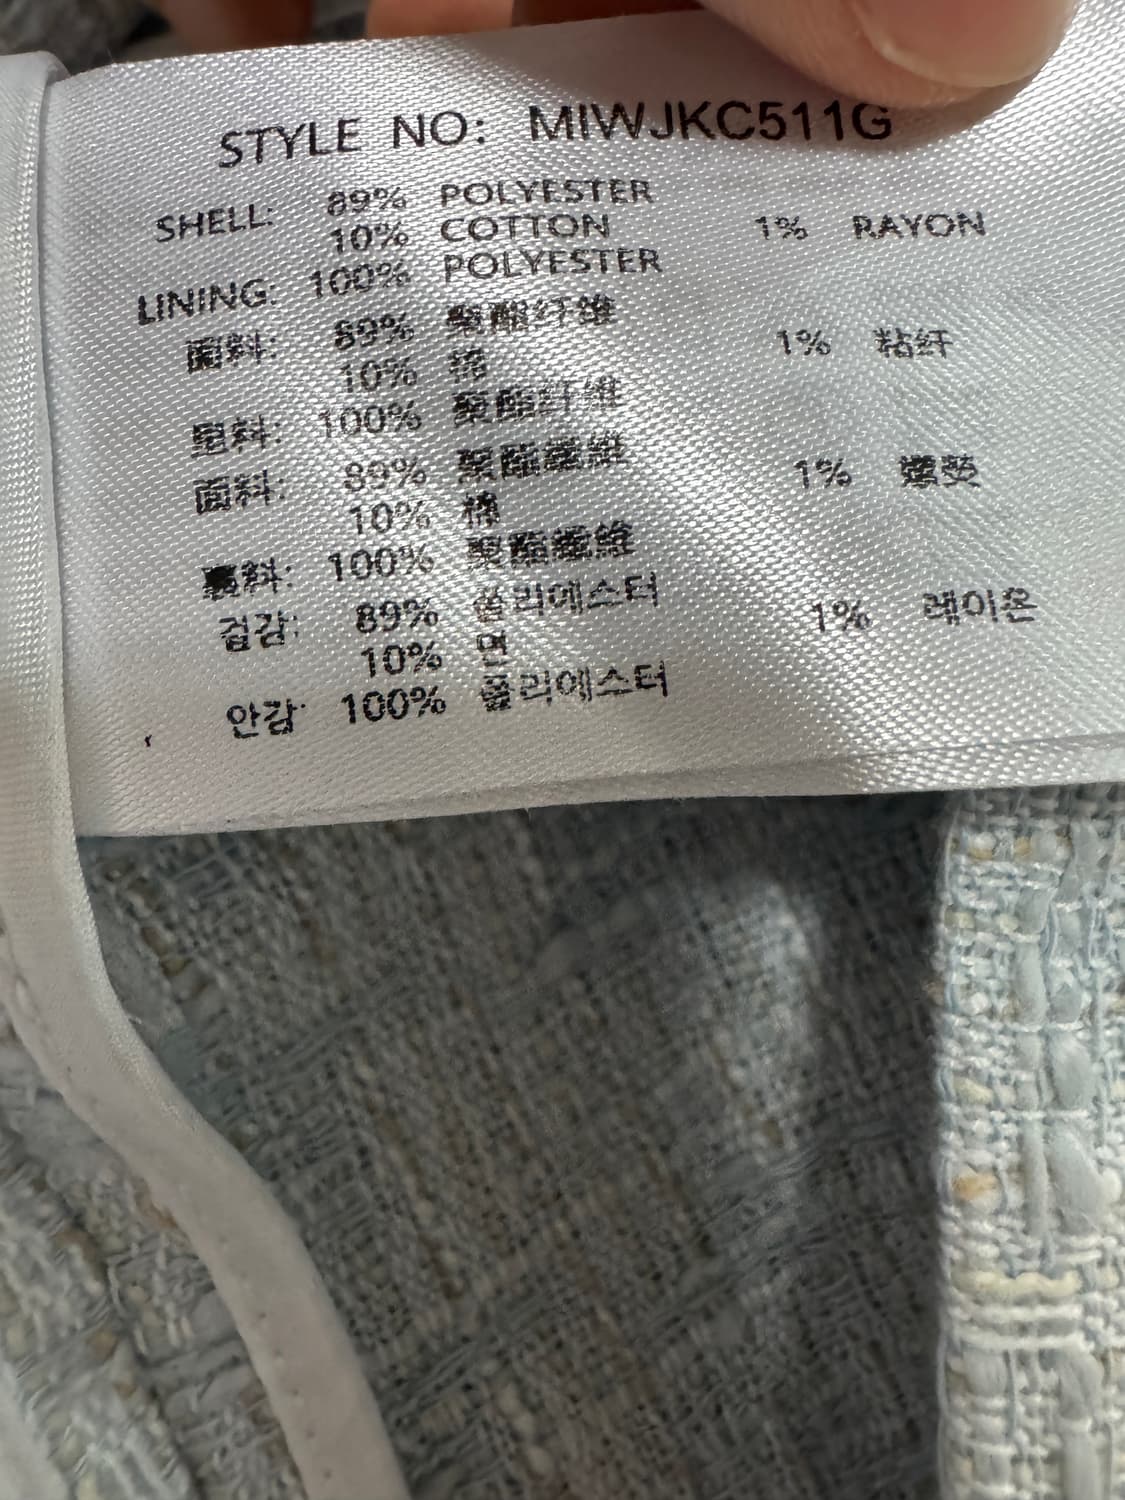 STYLE NO: MIWJKC511G
SHELL: 89% POLYESTER
10% COTTON 1% RAYON
LINING: 100% POLYESTER
面料: 89% 聚酯纤维
10% 棉 1% 粘纤
里料: 100% 聚酯纤维
面料: 89% 聚酯纖維
10% 棉 1% 嫘縈
裏料: 100% 聚酯纖維
겉감: 89% 폴리에스터
10% 면 1% 레이온
안감: 100% 폴리에스터